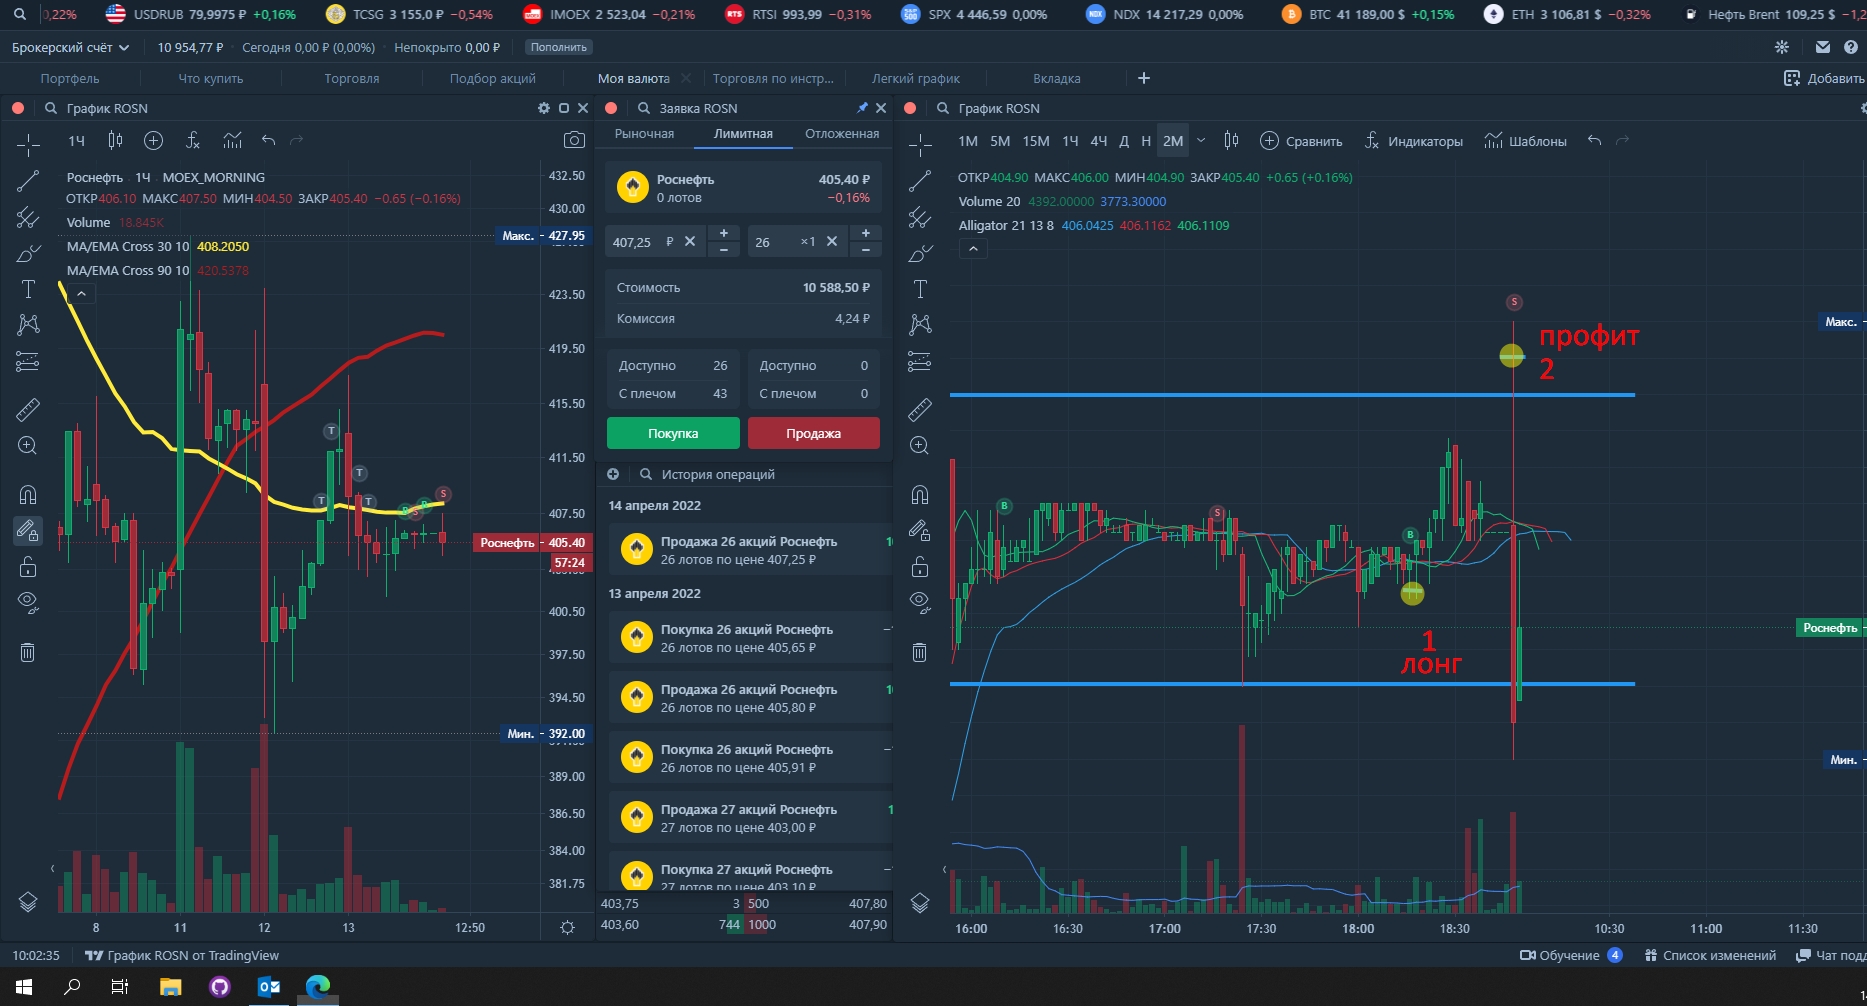 0,22% USDRUB 79,9975 ₽ +0,16% TCSG 3 155,0 ₽ −0,54% IMOEX 2 523,04 −0,21% RTSI 993,99 −0,31% SPX 4 446,59 0,00% NDX 14 217,29 0,00% BTC 41 189,00 $ +0,15% ETH 3 106,81 $ −0,32% Нефть Brent 109,25 $
Брокерский счёт 10 954,77 ₽ · Сегодня 0,00 ₽ (0,00%) · Непокрыто 0,00 ₽ Пополнить
Портфель Что купить Торговля Подбор акций Моя валюта Торговля по инстр... Легкий график Вкладка + Добавить
График ROSN
1Ч
Роснефть · 1Ч · MOEX_MORNING
ОТКР406.10 МАКС407.50 МИН404.50 ЗАКР405.40 −0.65 (−0.16%)
Volume 18.845K
MA/EMA Cross 30 10 408.2050
MA/EMA Cross 90 10 420.5378
432.50
430.00
Макс. 427.95
423.50
419.50
415.50
411.50
407.50
Роснефть 405.40
57:24
400.50
397.50
394.50
Мин. 392.00
389.00
386.50
384.00
381.75
T
T
T
T
S
8 11 12 13 12:50
Заявка ROSN
Рыночная Лимитная Отложенная
Роснефть 405,40 ₽
0 лотов −0,16%
407,25 ₽ 26 ×1
Стоимость 10 588,50 ₽
Комиссия 4,24 ₽
Доступно 26 Доступно 0
С плечом 43 С плечом 0
Покупка Продажа
История операций
14 апреля 2022
Продажа 26 акций Роснефть
26 лотов по цене 407,25 ₽
13 апреля 2022
Покупка 26 акций Роснефть
26 лотов по цене 405,65 ₽
Продажа 26 акций Роснефть
26 лотов по цене 405,80 ₽
Покупка 26 акций Роснефть
26 лотов по цене 405,91 ₽
Продажа 27 акций Роснефть
27 лотов по цене 403,00 ₽
Покупка 27 акций Роснефть
27 лотов по цене 403,10 ₽
403,75 3 500 407,80
403,60 744 1000 407,90
График ROSN
1М 5М 15М 1Ч 4Ч Д Н 2М Сравнить Индикаторы Шаблоны
ОТКР404.90 МАКС406.00 МИН404.90 ЗАКР405.40 +0.65 (+0.16%)
Volume 20 4392.00000 3773.30000
Alligator 21 13 8 406.0425 406.1162 406.1109
S
Макс.
профит
2
B
S
B
Роснефть
1
лонг
Мин.
16:00 16:30 17:00 17:30 18:00 18:30 10:30 11:00 11:30
10:02:35 График ROSN от TradingView Обучение 4 Список изменений